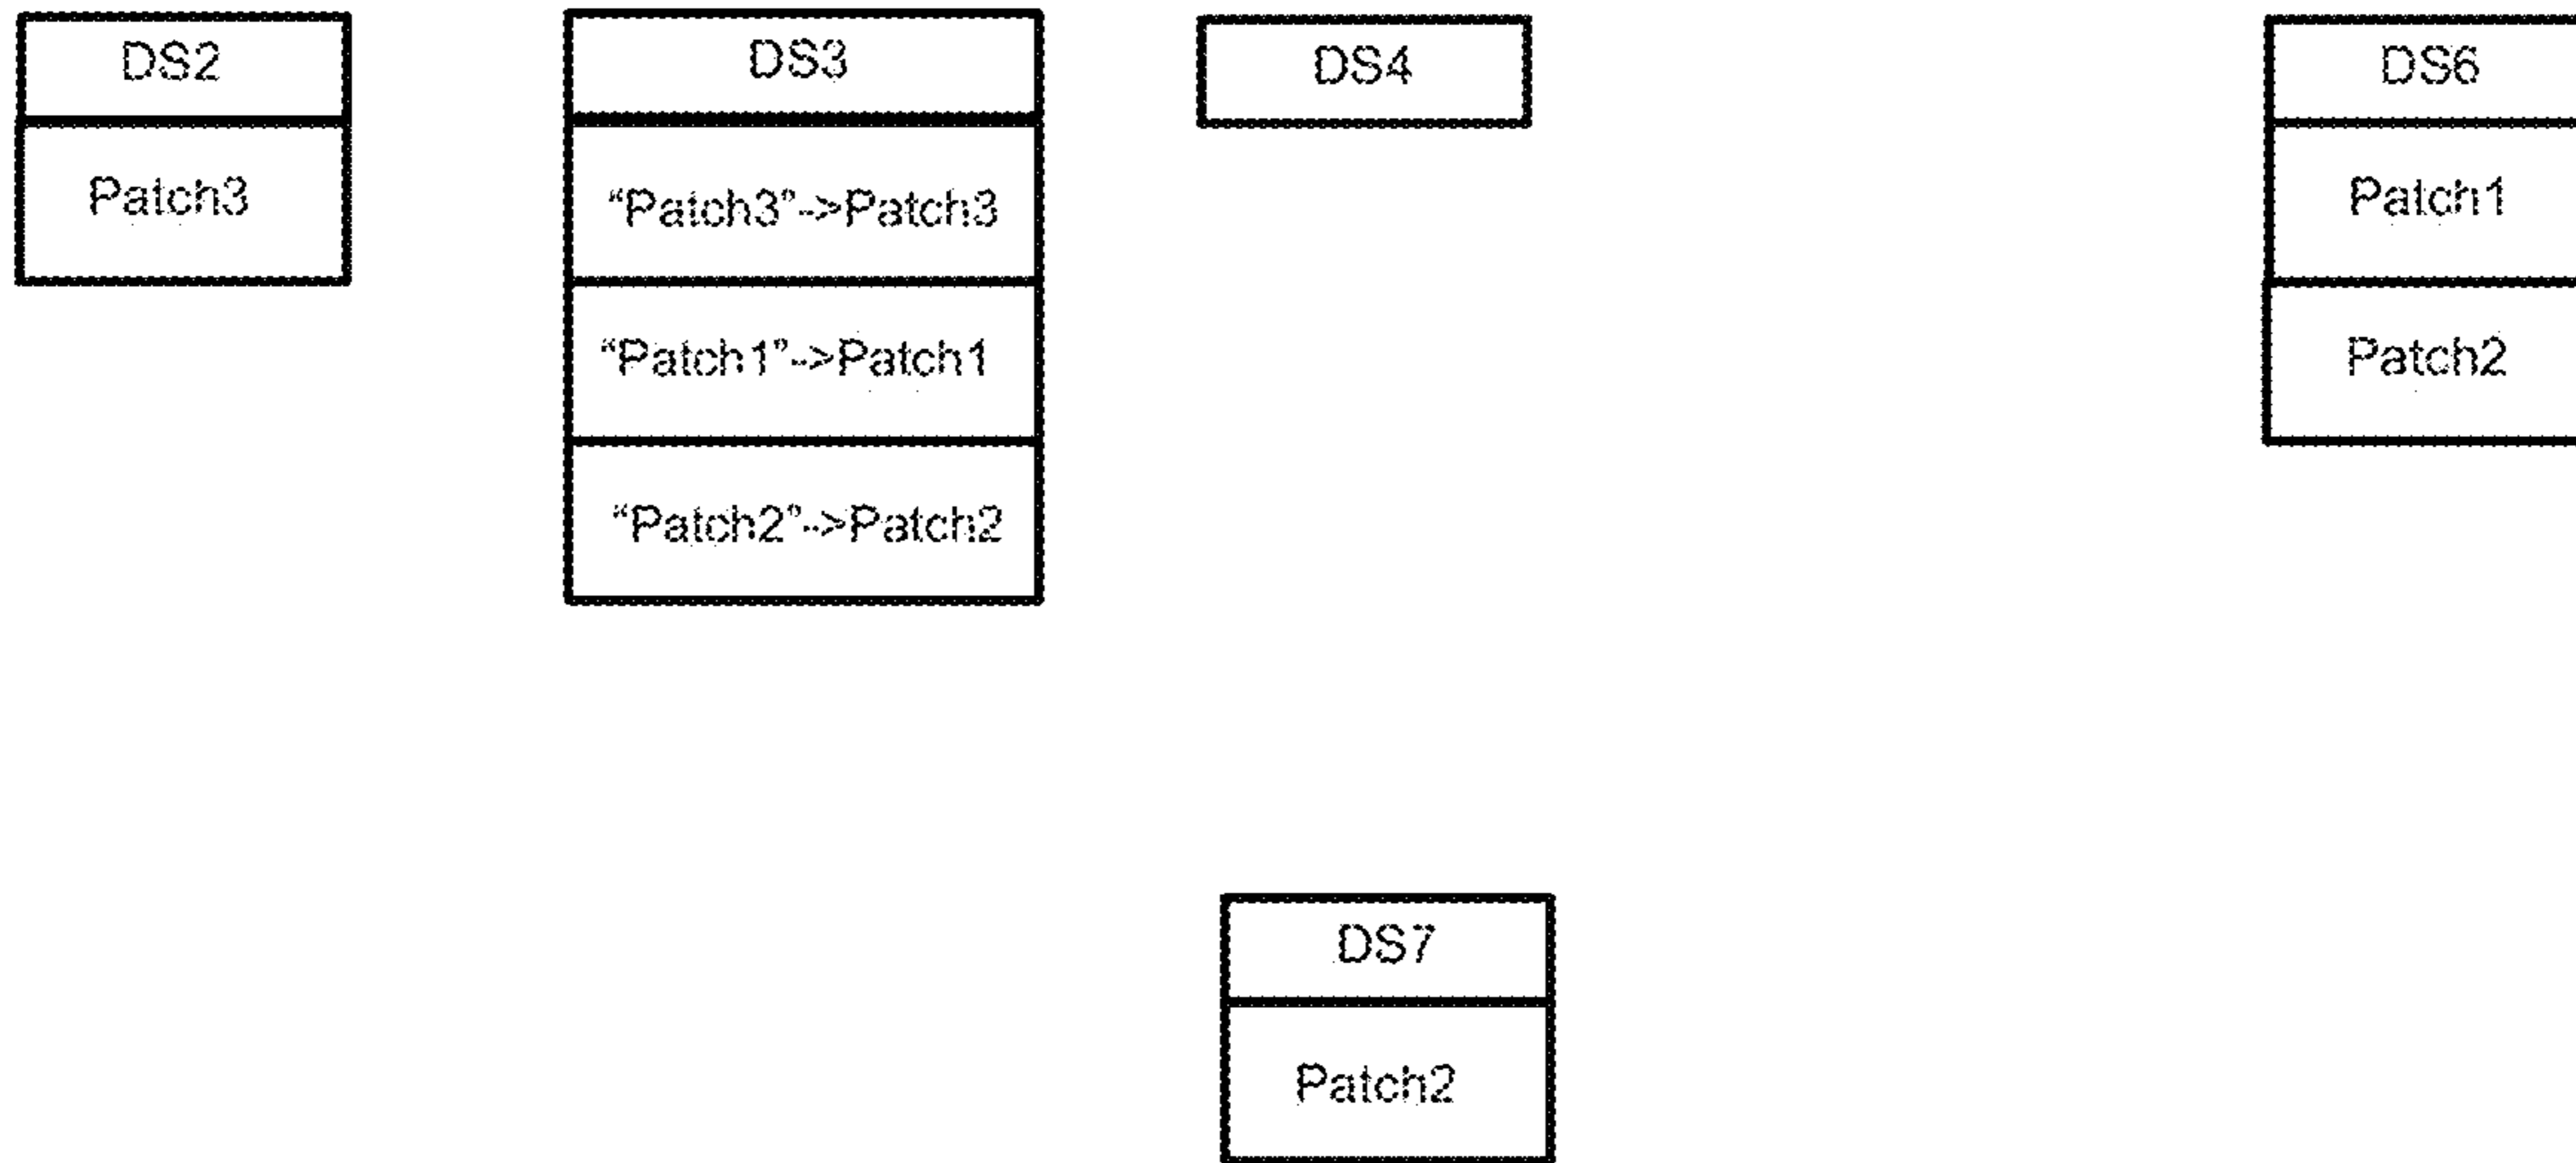 DS2
Patch3
DS3
“Patch3”->Patch3
“Patch1”->Patch1
“Patch2”->Patch2
DS4
DS6
Patch1
Patch2
DS7
Patch2